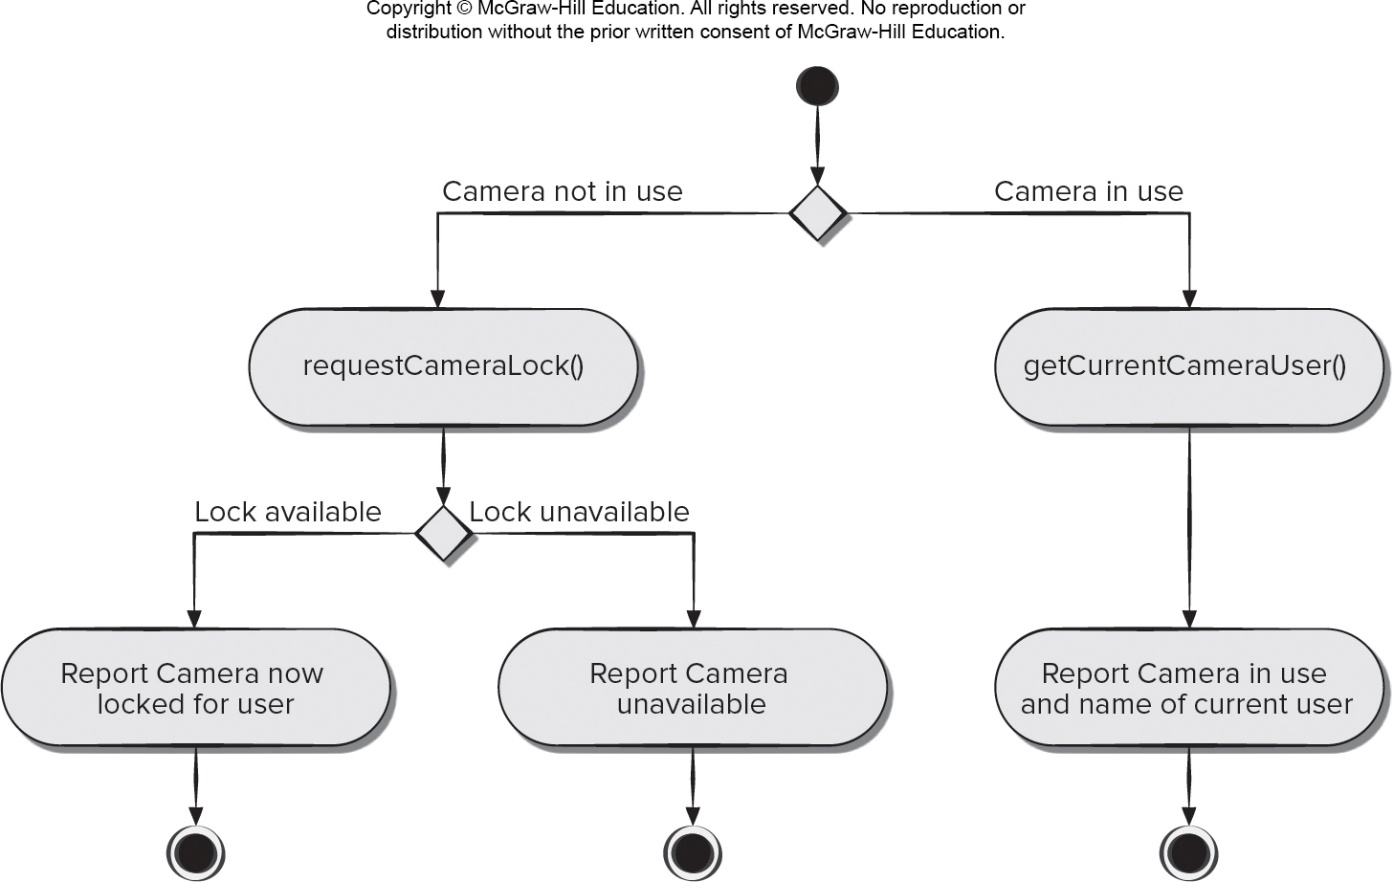 Copyright © McGraw-Hill Education. All rights reserved. No reproduction or
distribution without the prior written consent of McGraw-Hill Education.
Camera not in use
Camera in use
requestCameraLock()
getCurrentCameraUser()
Lock available
Lock unavailable
Report Camera now
locked for user
Report Camera
unavailable
Report Camera in use
and name of current user